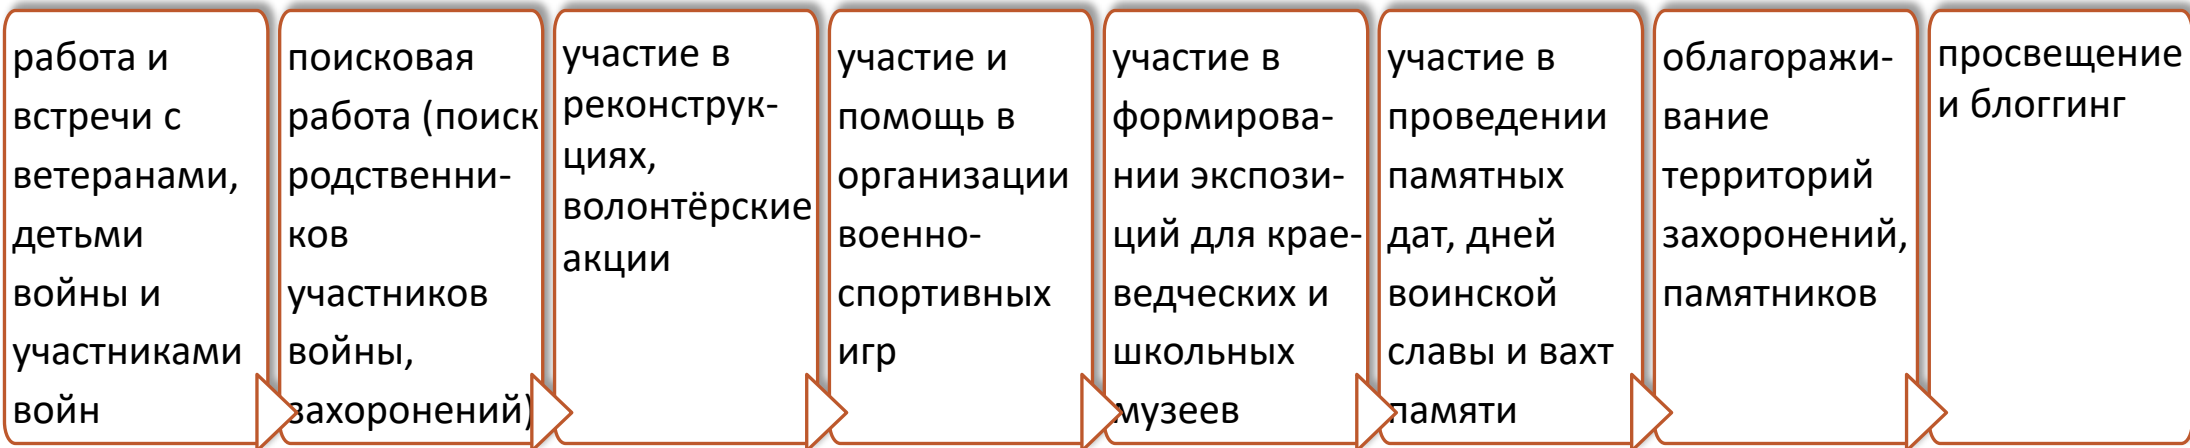 работа и
встречи с
ветеранами,
детьми
войны и
участниками
войн
поисковая
работа (поиск
родственни-
ков
участников
войны,
захоронений)
участие в
реконструк-
циях,
волонтёрские
акции
участие и
помощь в
организации
военно-
спортивных
игр
участие в
формирова-
нии экспози-
ций для крае-
ведческих и
школьных
музеев
участие в
проведении
памятных
дат, дней
воинской
славы и вахт
памяти
облагоражи-
вание
территорий
захоронений,
памятников
просвещение
и блоггинг